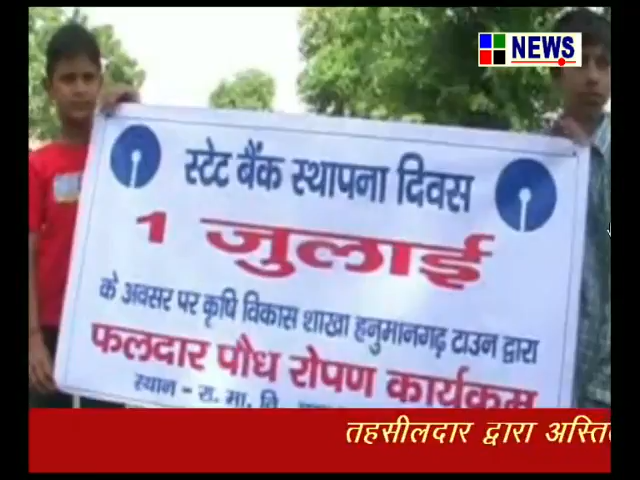 NEWS
स्टेट बैंक स्थापना दिवस
1 जुलाई
के अवसर पर कृषि विकास शाखा हनुमानगढ़ टाउन द्वारा
फलदार पौध रोपण कार्यक्रम
स्थान - रा. मा. वि.
तहसीलदार द्वारा